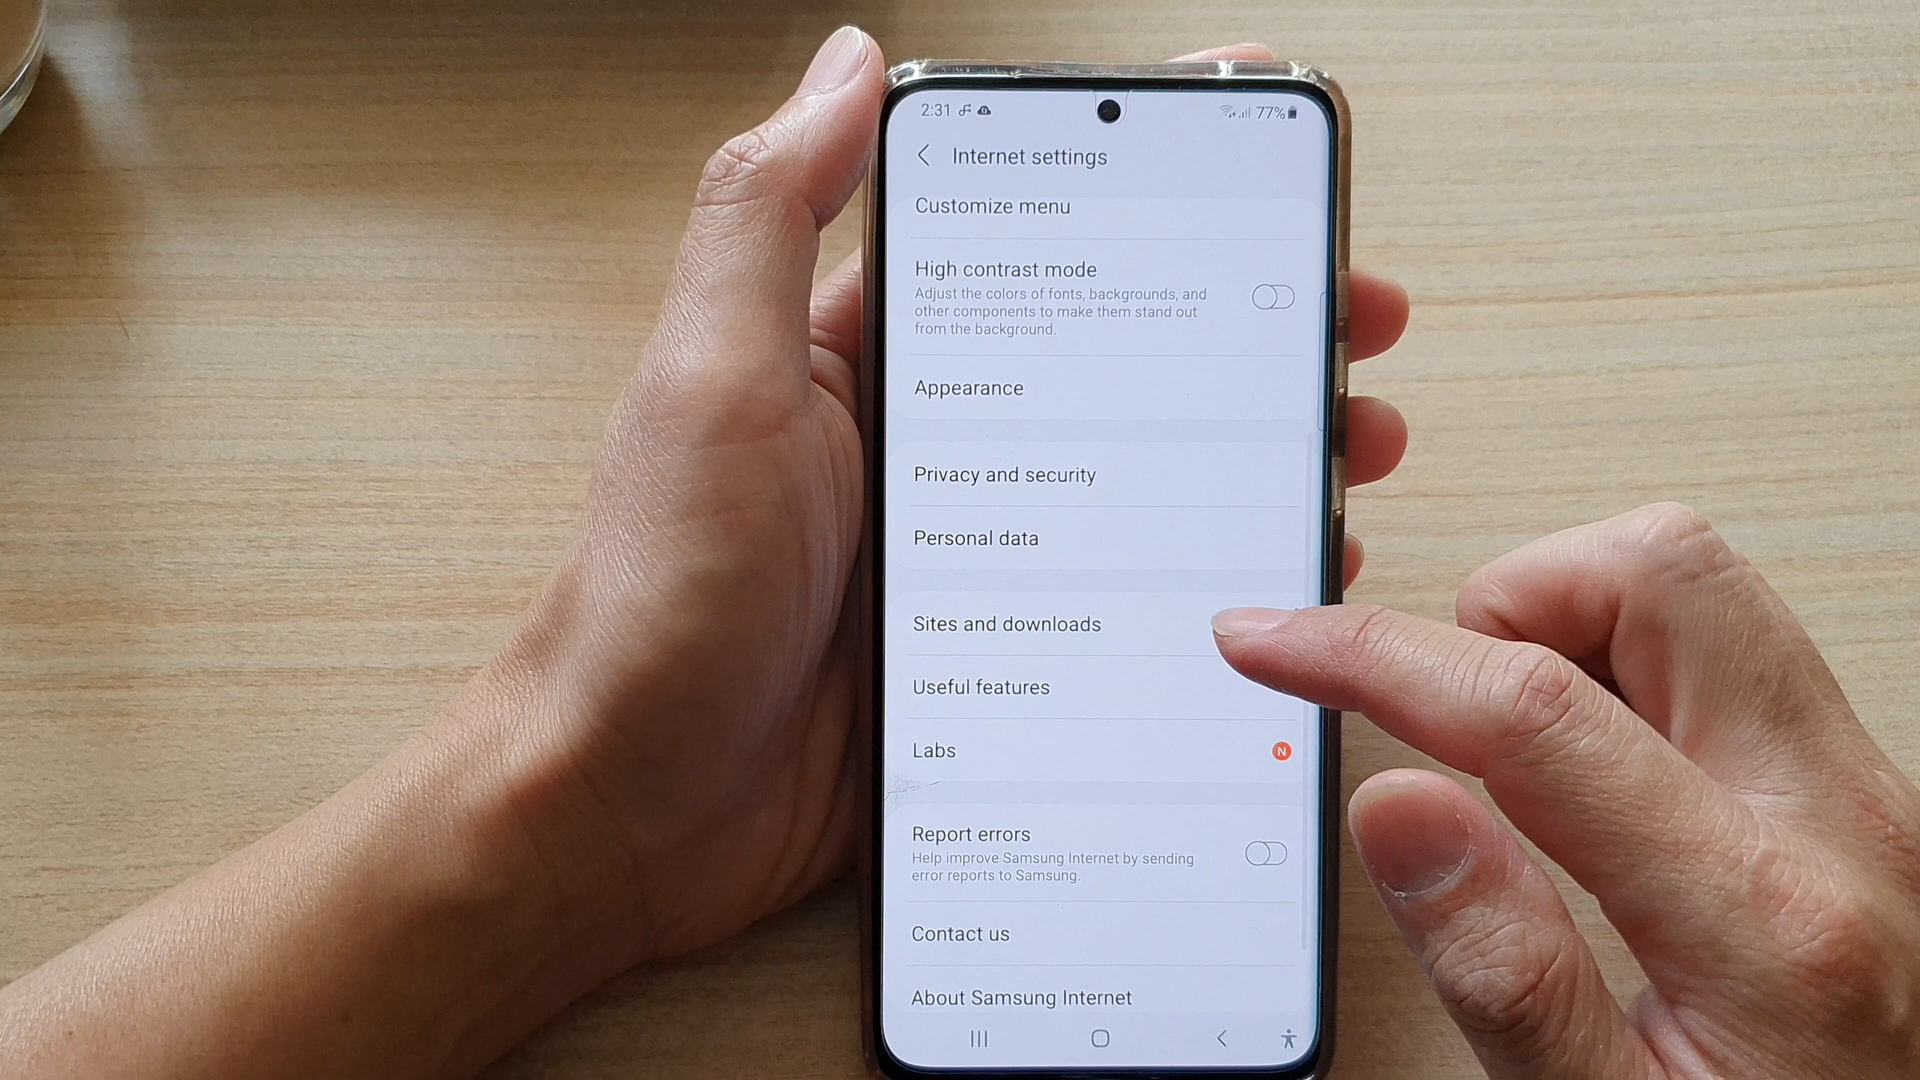 2:31 77%
Internet settings
Customize menu
High contrast mode
Adjust the colors of fonts, backgrounds, and
other components to make them stand out
from the background.
Appearance
Privacy and security
Personal data
Sites and downloads
Useful features
Labs N
Report errors
Help improve Samsung Internet by sending
error reports to Samsung.
Contact us
About Samsung Internet